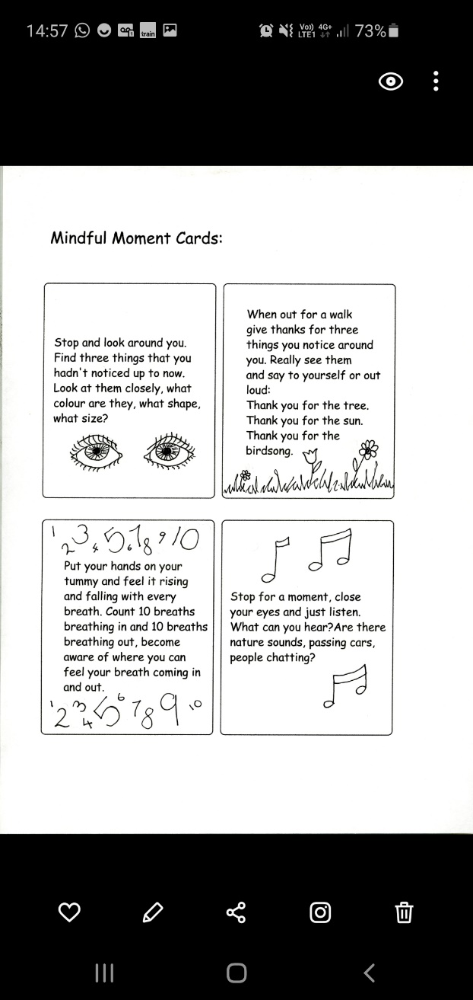 14:57
train
Vo))
LTE1
4G+
73%
Mindful Moment Cards:
Stop and look around you.
Find three things that you
hadn't noticed up to now.
Look at them closely, what
colour are they, what shape,
what size?
When out for a walk
give thanks for three
things you notice around
you. Really see them
and say to yourself or out
loud:
Thank you for the tree.
Thank you for the sun.
Thank you for the
birdsong.
1 2 3 4 5 6 7 8 9 10
Put your hands on your
tummy and feel it rising
and falling with every
breath. Count 10 breaths
breathing in and 10 breaths
breathing out, become
aware of where you can
feel your breath coming in
and out.
1 2 3 4 5 6 7 8 9 10
Stop for a moment, close
your eyes and just listen.
What can you hear?Are there
nature sounds, passing cars,
people chatting?